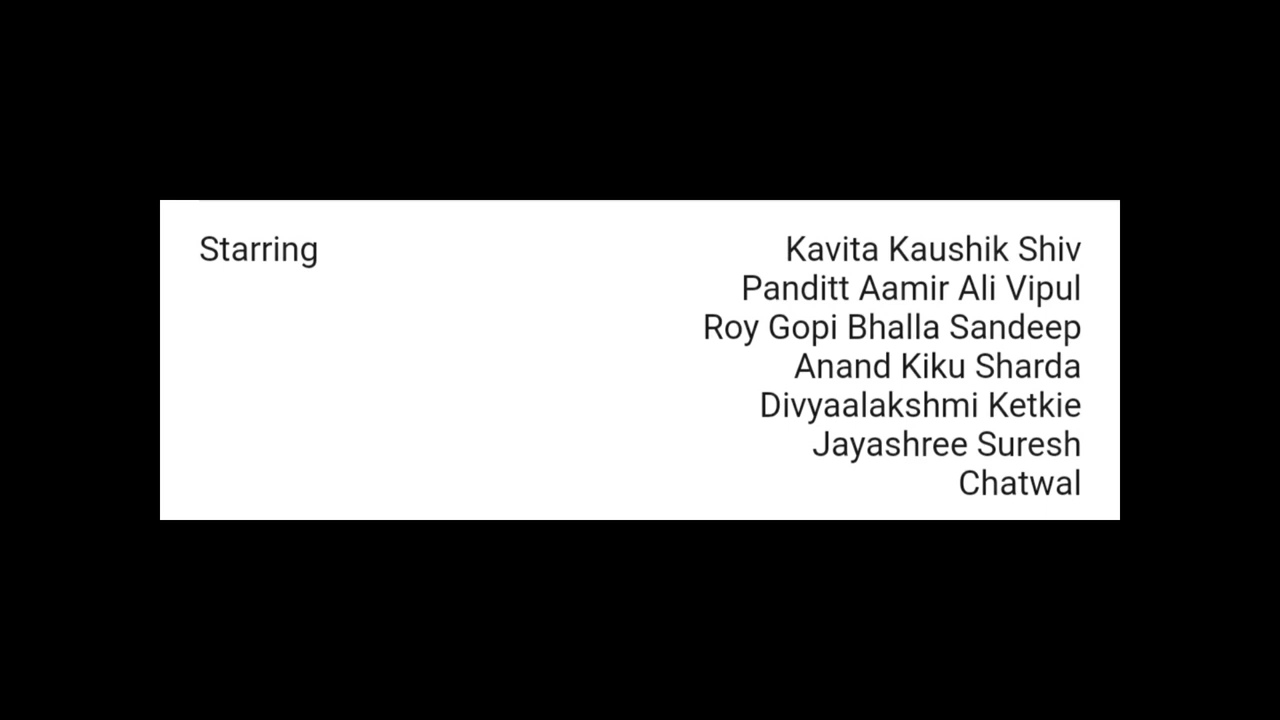 Starring
Kavita Kaushik Shiv
Panditt Aamir Ali Vipul
Roy Gopi Bhalla Sandeep
Anand Kiku Sharda
Divyaalakshmi Ketkie
Jayashree Suresh
Chatwal